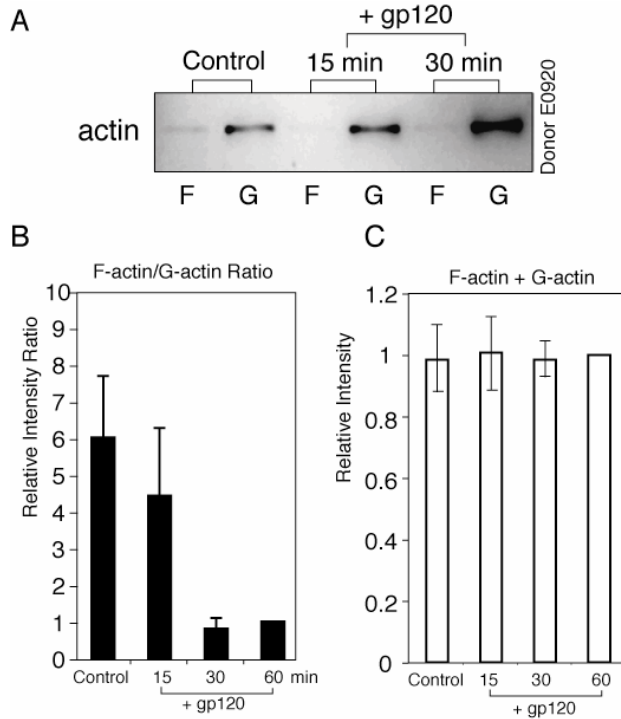 A
+ gp120
Control 15 min 30 min
actin
Donor E0920
F G F G F G
B
F-actin/G-actin Ratio
Relative Intensity Ratio
10
9
8
7
6
5
4
3
2
1
0
Control 15 30 60 min
+ gp120
C
F-actin + G-actin
Relative Intensity
1.2
1
0.8
0.6
0.4
0.2
0
Control 15 30 60
+ gp120